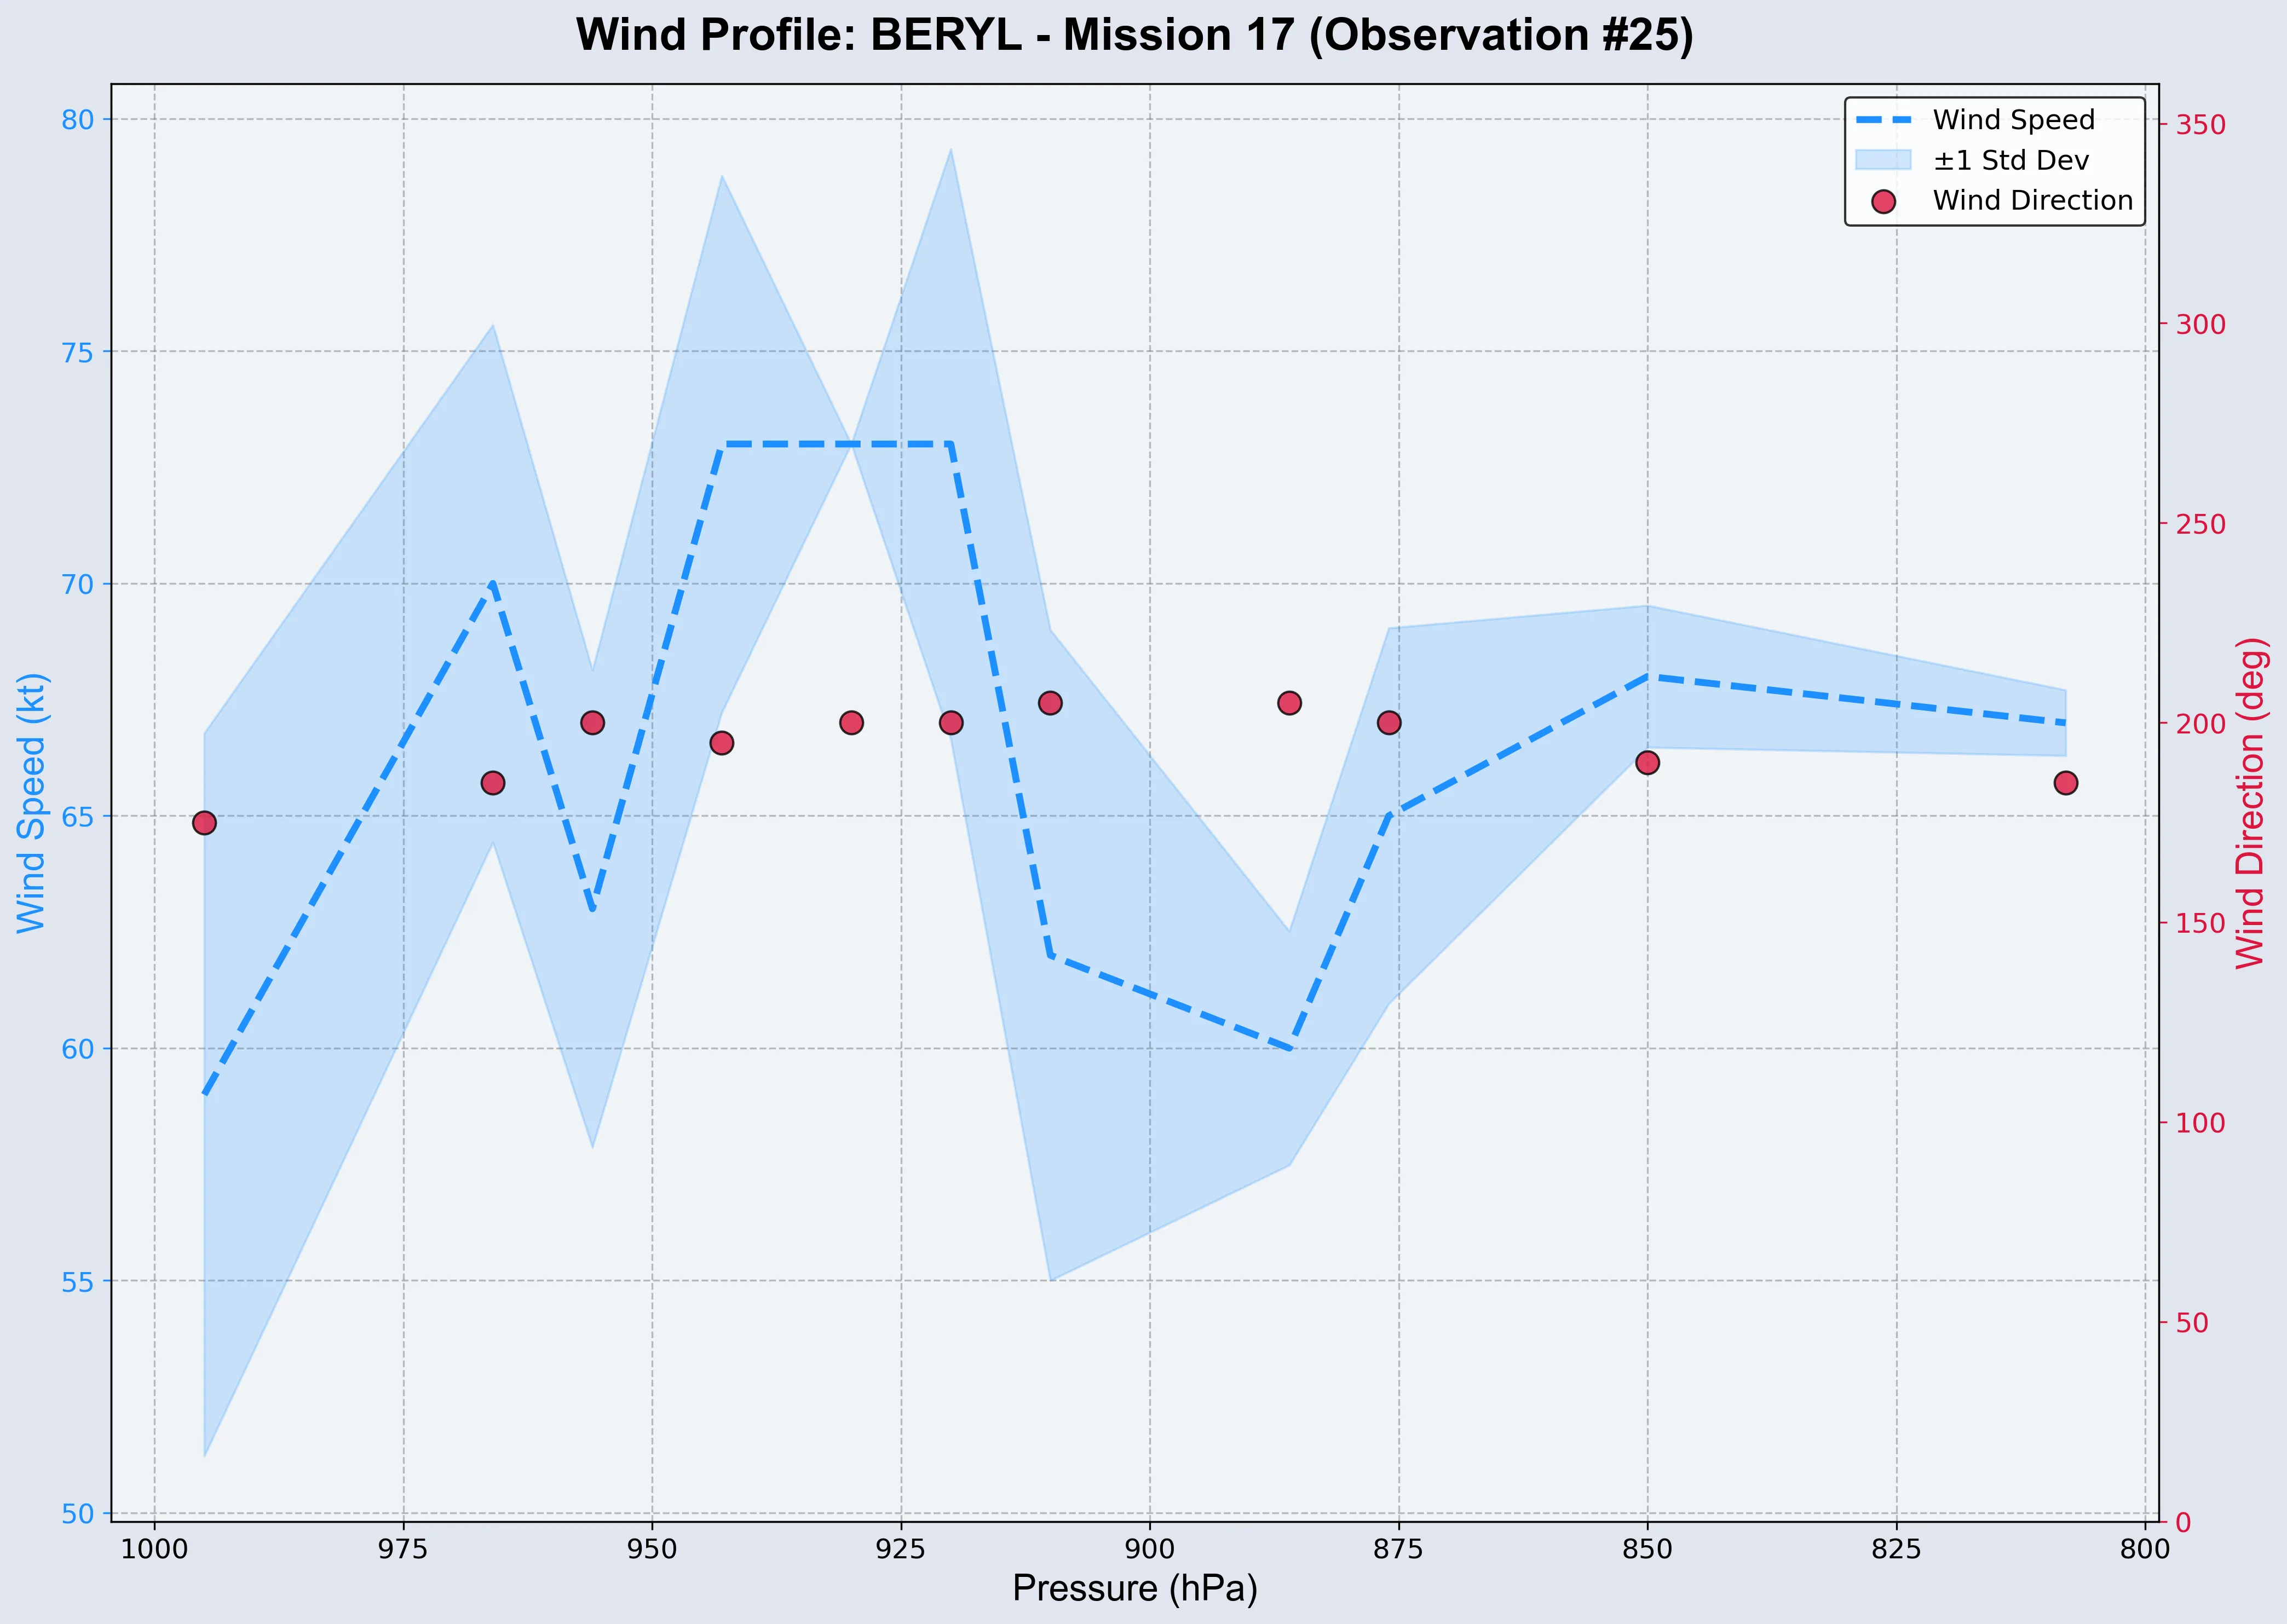 Wind Profile: BERYL - Mission 17 (Observation #25)
Wind Speed
±1 Std Dev
Wind Direction
80
75
70
65
60
55
50
Wind Speed (kt)
350
300
250
200
150
100
50
0
Wind Direction (deg)
1000 975 950 925 900 875 850 825 800
Pressure (hPa)